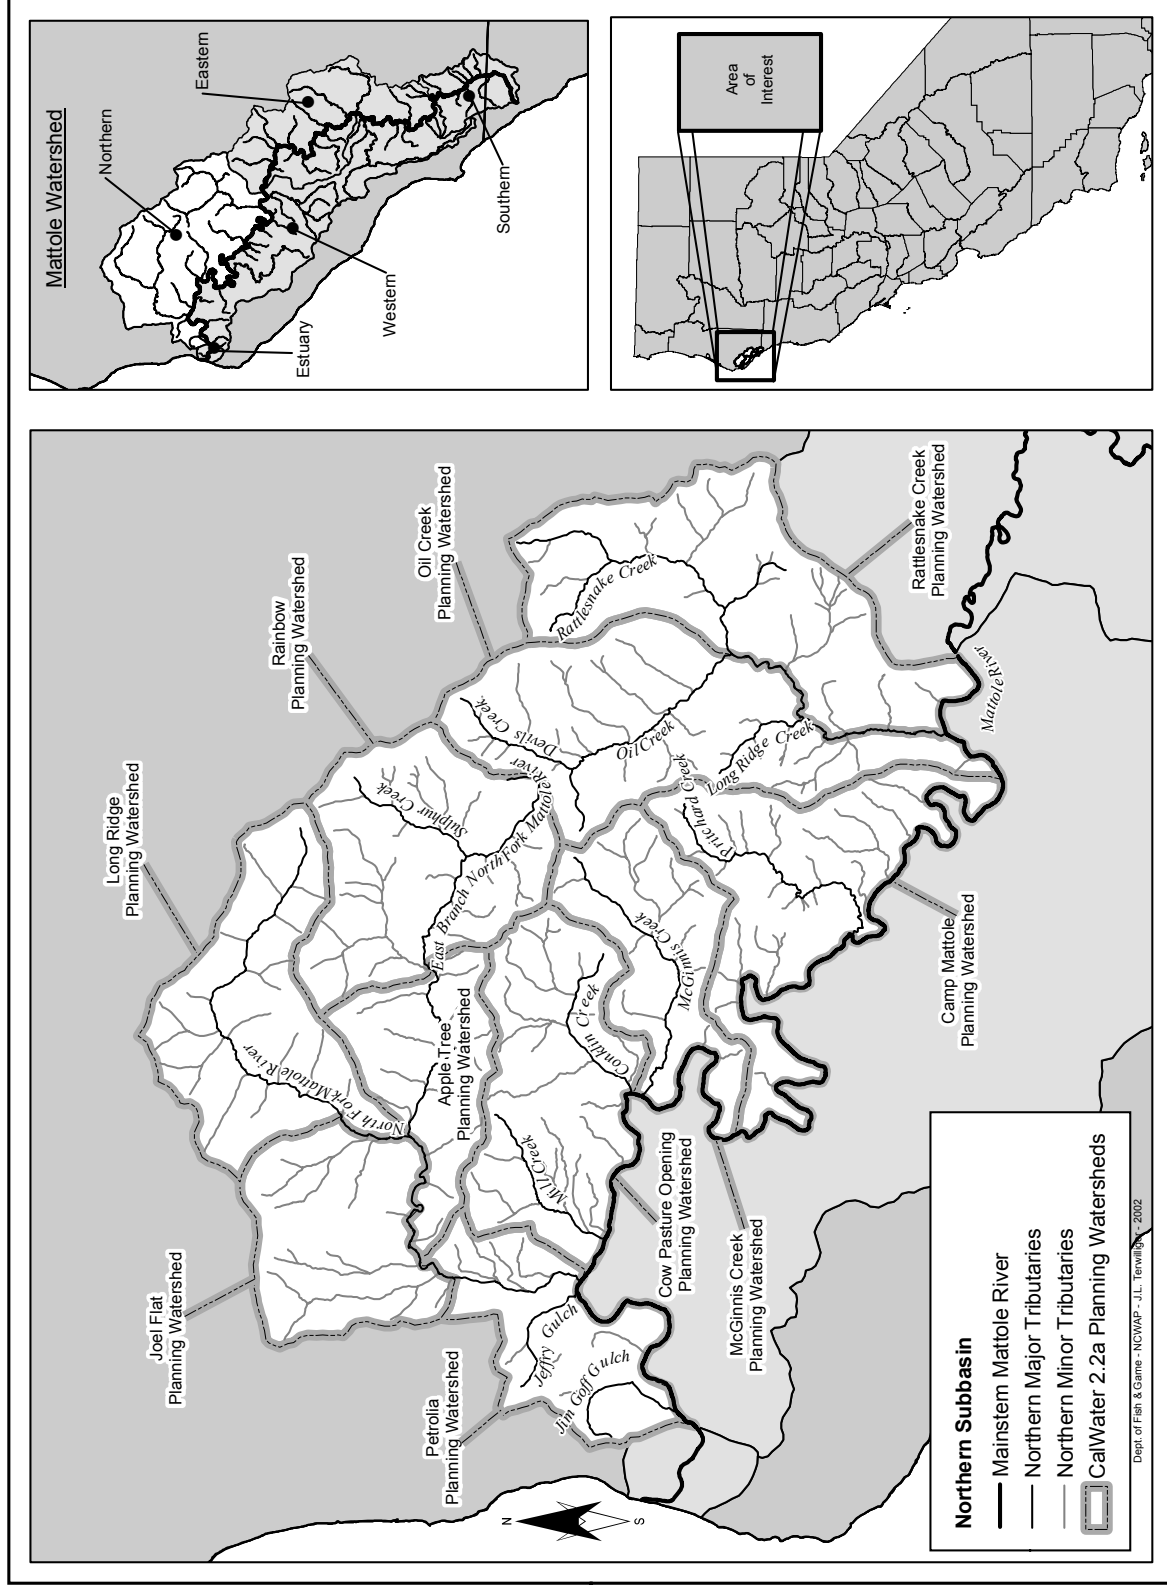 Mattole Watershed
Northern
Eastern
Southern
Western
Estuary
Area
of
Interest
Long Ridge
Planning Watershed
Rainbow
Planning Watershed
Oil Creek
Planning Watershed
Rattlesnake Creek
Planning Watershed
Joel Flat
Planning Watershed
Petrolia
Planning Watershed
Apple Tree
Planning Watershed
Cow Pasture Opening
Planning Watershed
McGinnis Creek
Planning Watershed
Camp Mattole
Planning Watershed
North Fork Mattole River
East Branch North Fork Mattole River
Sulphur Creek
Devils Creek
Rattlesnake Creek
Oil Creek
Long Ridge Creek
Pritchard Creek
McGinnis Creek
Conklin Creek
Mill Creek
Jeffry Gulch
Jim Goff Gulch
Mattole River
N
S
Northern Subbasin
Mainstem Mattole River
Northern Major Tributaries
Northern Minor Tributaries
CalWater 2.2a Planning Watersheds
Dept. of Fish & Game - NCWAP - J.L. Terwilliger - 2002